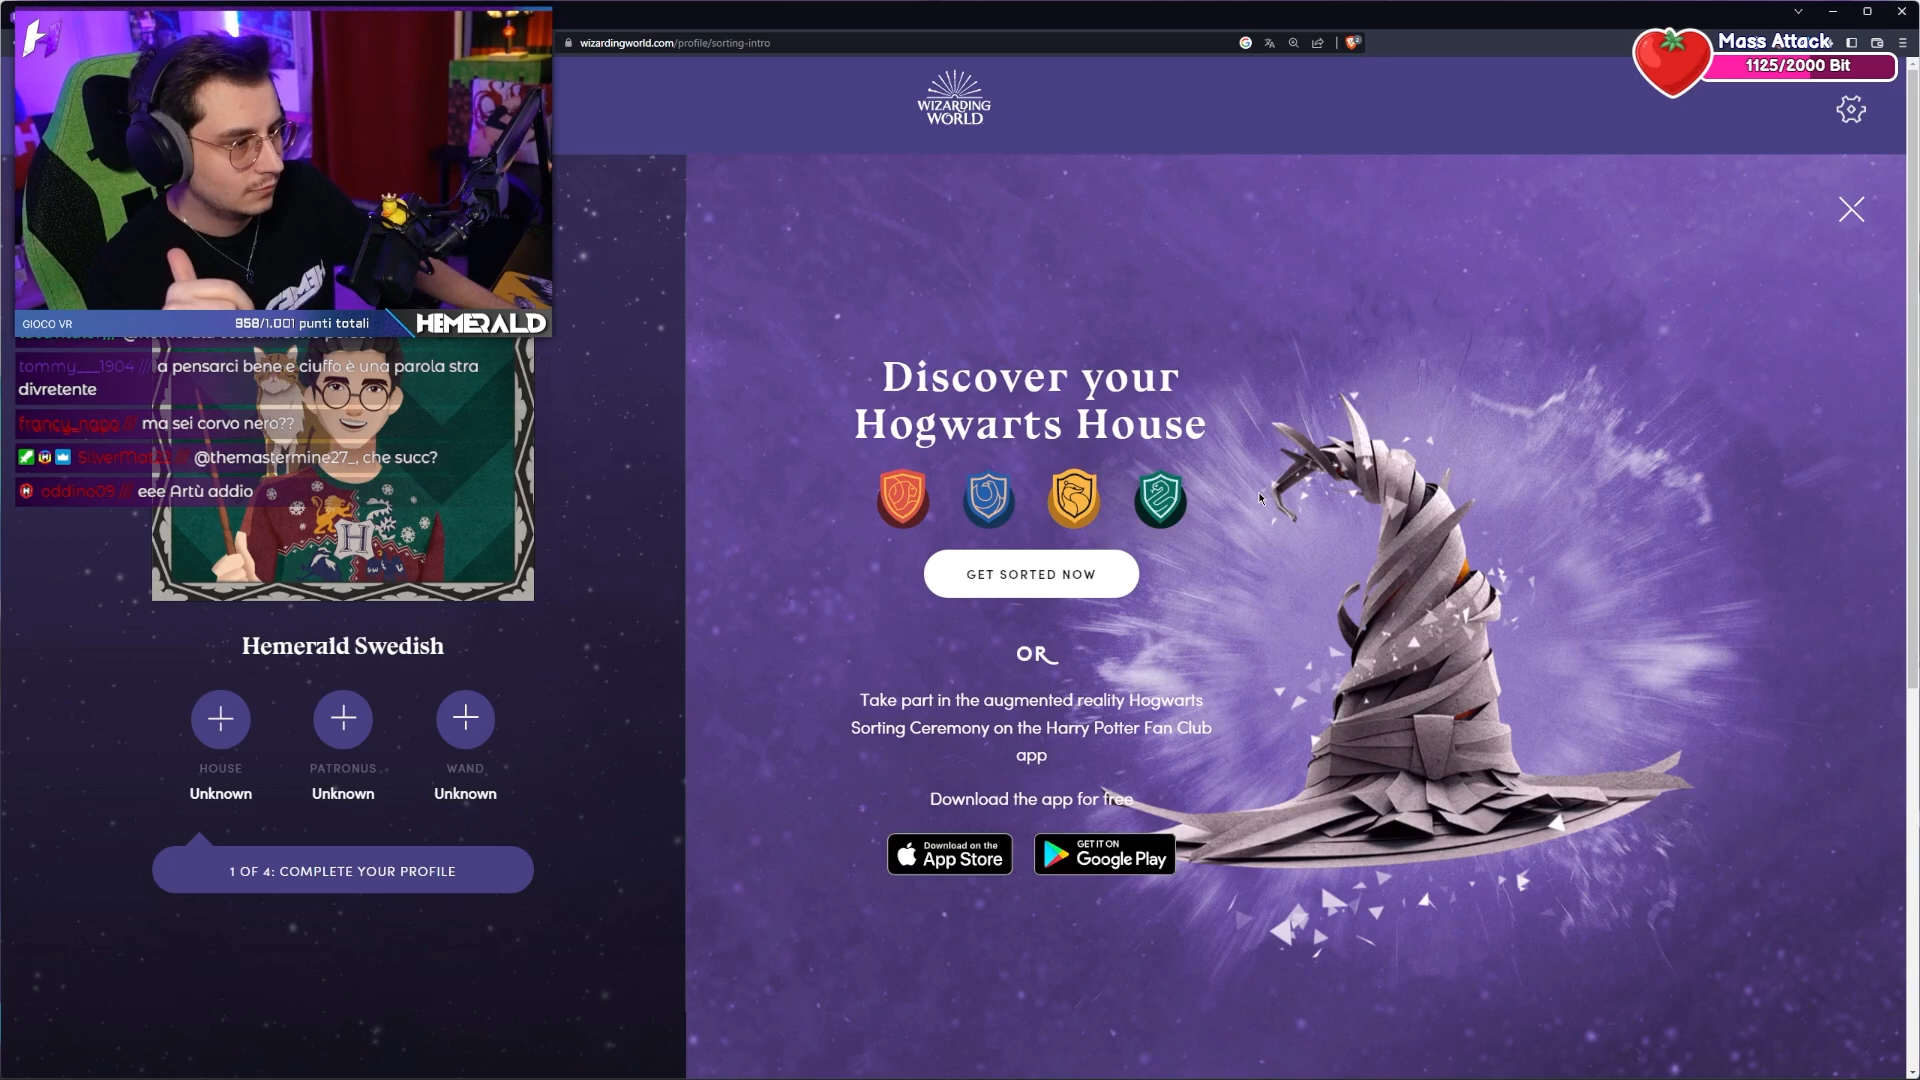 wizardingworld.com/profile/sorting-intro
Mass Attack
1125/2000 Bit
WIZARDING
WORLD
GIOCO VR
958/1.001 punti totali
HEMERALD
tommy___1904 /// a pensarci bene e ciuffo è una parola stra
divretente
francy_napo /// ma sei corvo nero??
SilverMat22 /// @themastermine27_, che succ?
oddino09 /// eee Artù addio
H
Hemerald Swedish
HOUSE
PATRONUS
WAND
Unknown
Unknown
Unknown
1 OF 4: COMPLETE YOUR PROFILE
Discover your
Hogwarts House
GET SORTED NOW
OR
Take part in the augmented reality Hogwarts
Sorting Ceremony on the Harry Potter Fan Club
app
Download the app for free
Download on the
App Store
GET IT ON
Google Play